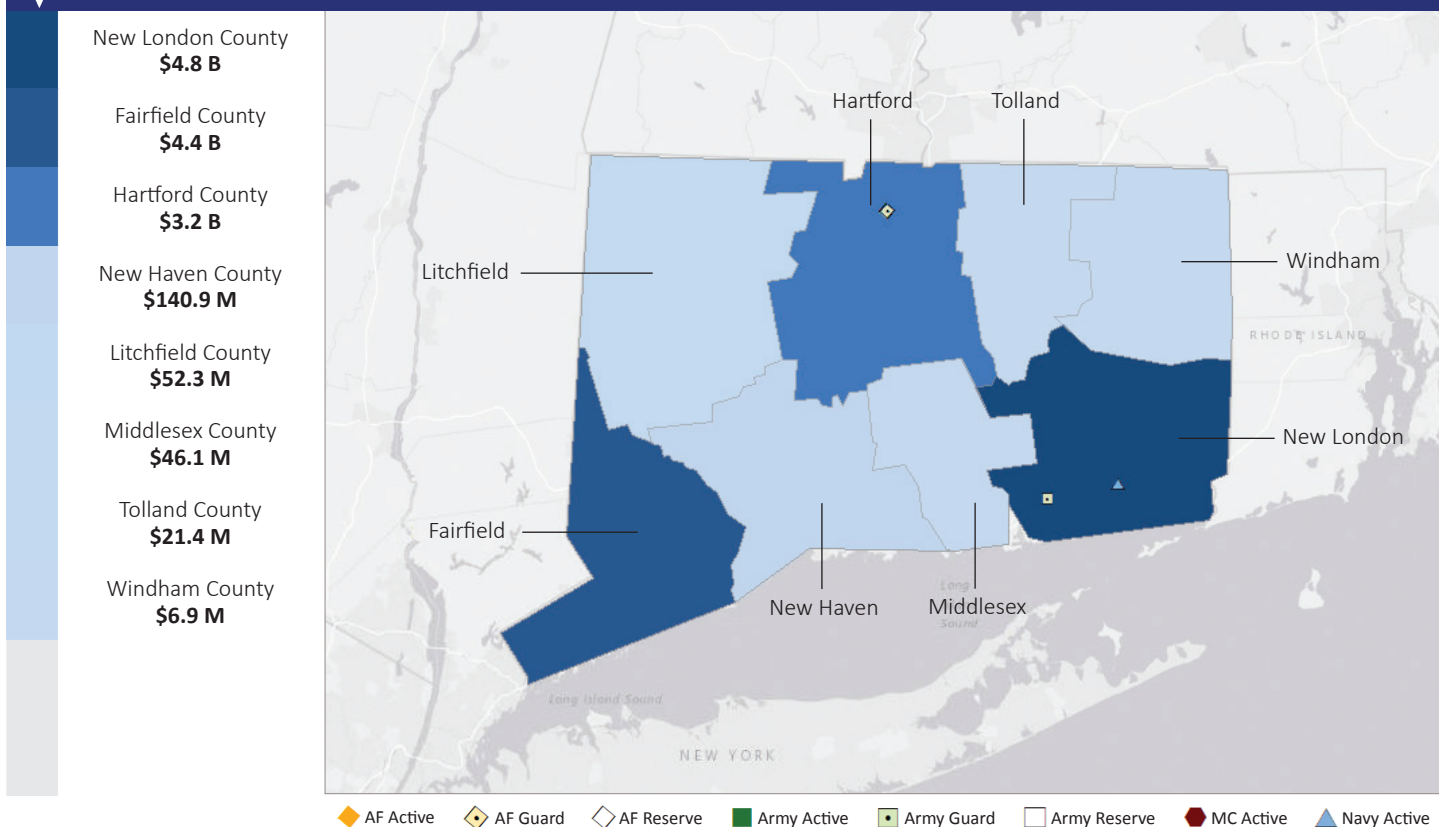 New London County
$4.8 B
Fairfield County
$4.4 B
Hartford County
$3.2 B
New Haven County
$140.9 M
Litchfield County
$52.3 M
Middlesex County
$46.1 M
Tolland County
$21.4 M
Windham County
$6.9 M
Hartford
Tolland
Litchfield
Windham
RHODE ISLAND
New London
Fairfield
New Haven
Middlesex
Long
Sound
Long Island Sound
NEW YORK
AF Active
AF Guard
AF Reserve
Army Active
Army Guard
Army Reserve
MC Active
Navy Active